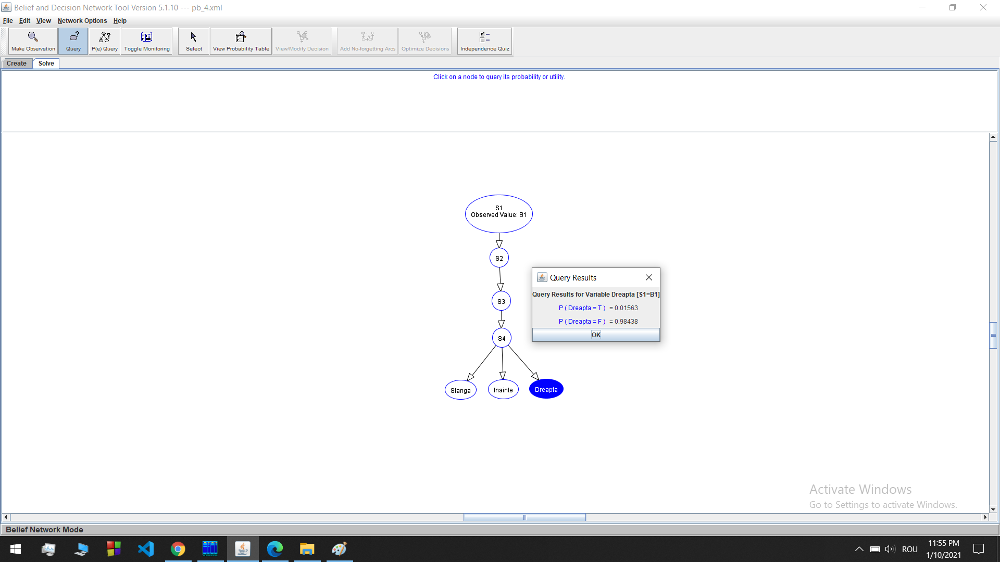 Belief and Decision Network Tool Version 5.1.10 --- pb_4.xml
File Edit View Network Options Help
Make Observation Query P(e) Query Toggle Monitoring Select View Probability Table View/Modify Decision Add No-forgetting Arcs Optimize Decisions Independence Quiz
Create Solve
Click on a node to query its probability or utility.
S1
Observed Value: B1
S2
S3
S4
Stanga Inainte Dreapta
Query Results
Query Results for Variable Dreapta [S1=B1]
P ( Dreapta = T ) = 0.01563
P ( Dreapta = F ) = 0.98438
OK
Activate Windows
Go to Settings to activate Windows.
Belief Network Mode
ROU
11:55 PM
1/10/2021